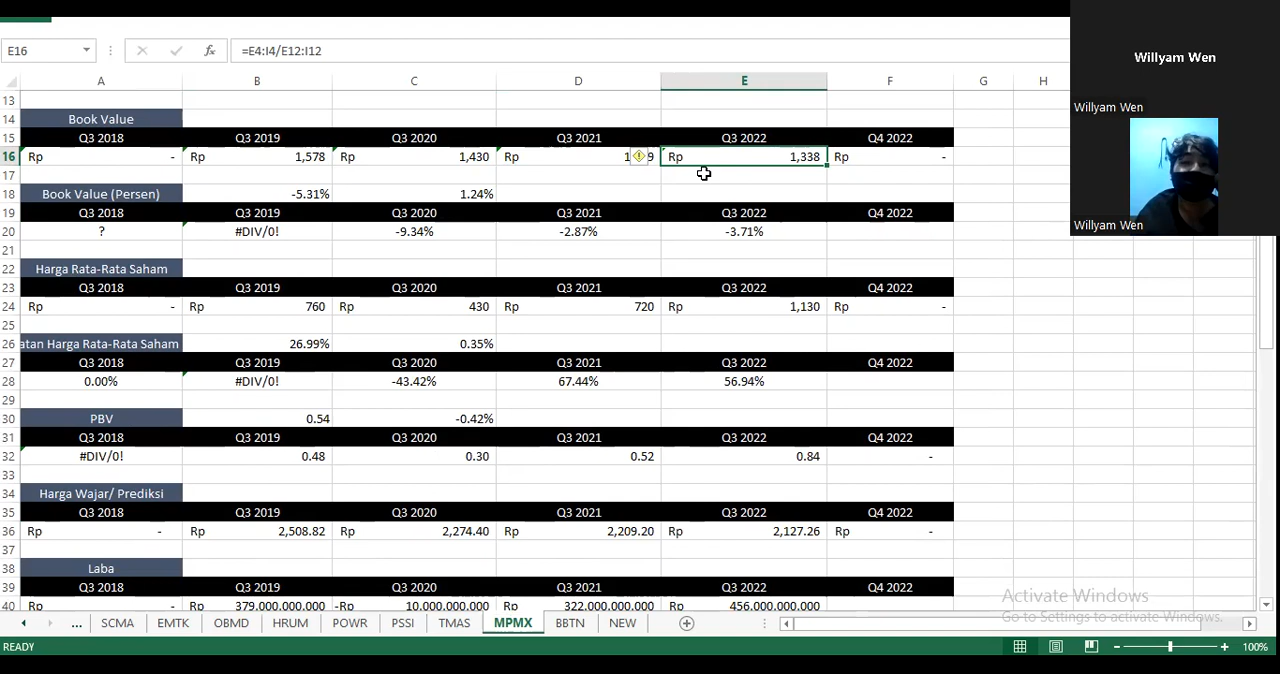 Willyam Wen
E16 =E4:I4/E12:I12
Willyam Wen
A B C D E F G H
13
14 Book Value
15 Q3 2018 Q3 2019 Q3 2020 Q3 2021 Q3 2022 Q4 2022
16 Rp - Rp 1,578 Rp 1,430 Rp Rp 1,338 Rp -
17
18 Book Value (Persen) -5.31% 1.24%
19 Q3 2018 Q3 2019 Q3 2020 Q3 2021 Q3 2022 Q4 2022
Willyam Wen
20 ? #DIV/0! -9.34% -2.87% -3.71%
21
22 Harga Rata-Rata Saham
23 Q3 2018 Q3 2019 Q3 2020 Q3 2021 Q3 2022 Q4 2022
24 Rp - Rp 760 Rp 430 Rp 720 Rp 1,130 Rp -
25
26 atan Harga Rata-Rata Saham 26.99% 0.35%
27 Q3 2018 Q3 2019 Q3 2020 Q3 2021 Q3 2022 Q4 2022
28 0.00% #DIV/0! -43.42% 67.44% 56.94%
29
30 PBV 0.54 -0.42%
31 Q3 2018 Q3 2019 Q3 2020 Q3 2021 Q3 2022 Q4 2022
32 #DIV/0! 0.48 0.30 0.52 0.84 -
33
34 Harga Wajar/ Prediksi
35 Q3 2018 Q3 2019 Q3 2020 Q3 2021 Q3 2022 Q4 2022
36 Rp - Rp 2,508.82 Rp 2,274.40 Rp 2,209.20 Rp 2,127.26 Rp -
37
38 Laba
39 Q3 2018 Q3 2019 Q3 2020 Q3 2021 Q3 2022 Q4 2022
40 Rp - Rp 379.000.000.000 -Rp 10.000.000.000 Rp 322.000.000.000 Rp 456.000.000.000
Activate Windows
Go to Settings to activate Windows.
... SCMA EMTK OBMD HRUM POWR PSSI TMAS MPMX BBTN NEW
READY 100%